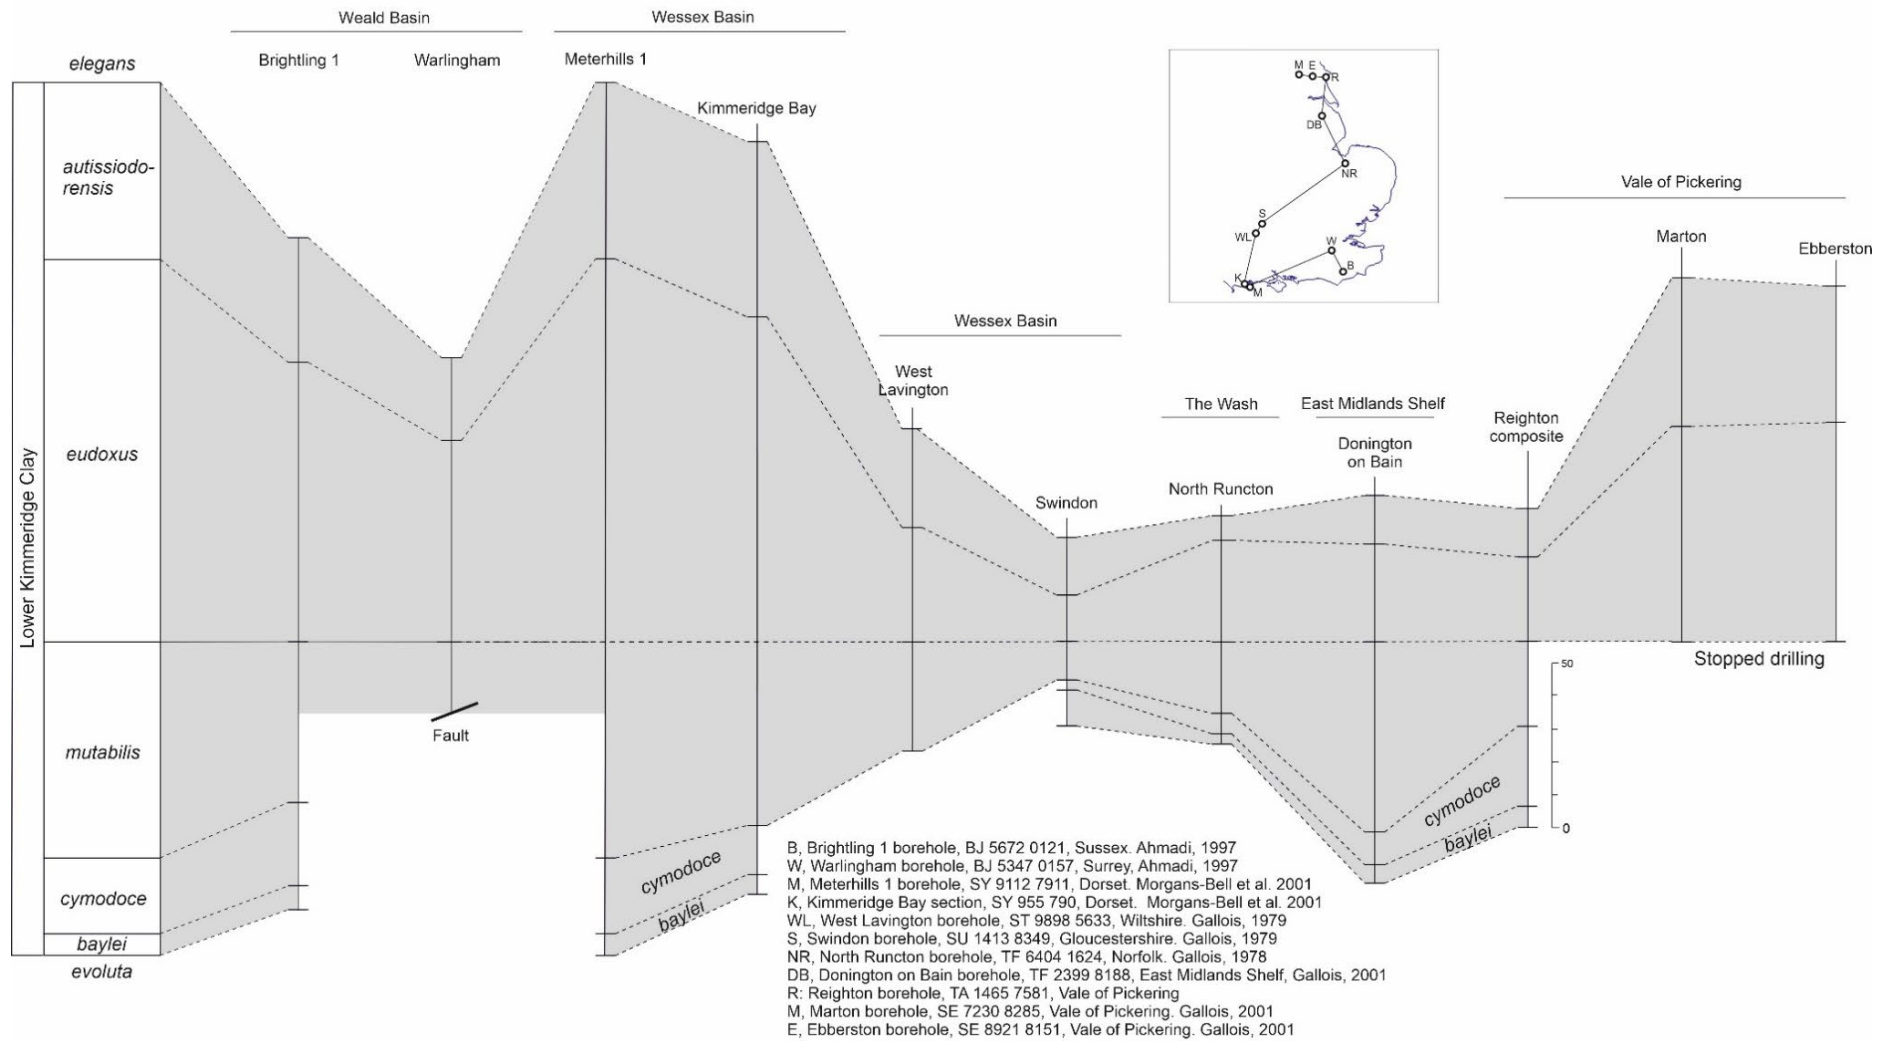 Weald Basin
Wessex Basin
elegans
Brightling 1
Warlingham
Meterhills 1
Kimmeridge Bay
autissiodo-
rensis
M E R
DB
NR
S
WL
W
B
K
M
Vale of Pickering
Marton
Ebberston
Wessex Basin
West
Lavington
The Wash
East Midlands Shelf
Reighton
composite
Donington
on Bain
North Runcton
Swindon
Lower Kimmeridge Clay
eudoxus
Stopped drilling
50
0
mutabilis
Fault
cymodoce
baylei
cymodoce
baylei
cymodoce
baylei
evoluta
B, Brightling 1 borehole, BJ 5672 0121, Sussex. Ahmadi, 1997
W, Warlingham borehole, BJ 5347 0157, Surrey, Ahmadi, 1997
M, Meterhills 1 borehole, SY 9112 7911, Dorset. Morgans-Bell et al. 2001
K, Kimmeridge Bay section, SY 955 790, Dorset. Morgans-Bell et al. 2001
WL, West Lavington borehole, ST 9898 5633, Wiltshire. Gallois, 1979
S, Swindon borehole, SU 1413 8349, Gloucestershire. Gallois, 1979
NR, North Runcton borehole, TF 6404 1624, Norfolk. Gallois, 1978
DB, Donington on Bain borehole, TF 2399 8188, East Midlands Shelf, Gallois, 2001
R: Reighton borehole, TA 1465 7581, Vale of Pickering
M, Marton borehole, SE 7230 8285, Vale of Pickering. Gallois, 2001
E, Ebberston borehole, SE 8921 8151, Vale of Pickering. Gallois, 2001